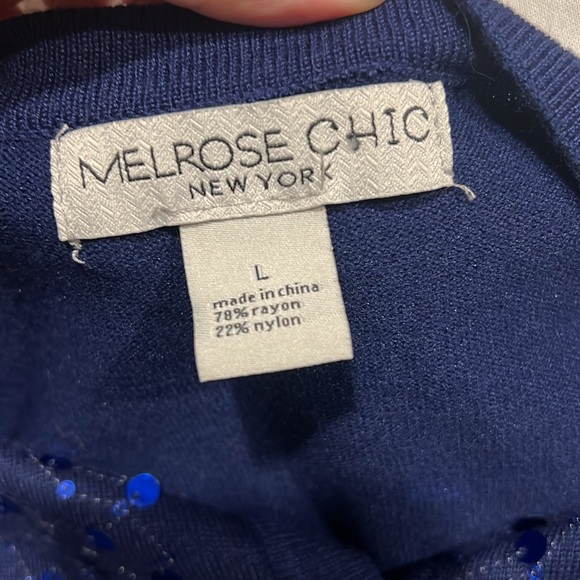 MELROSE CHIC
NEW YORK
L
made in china
78% rayon
22% nylon